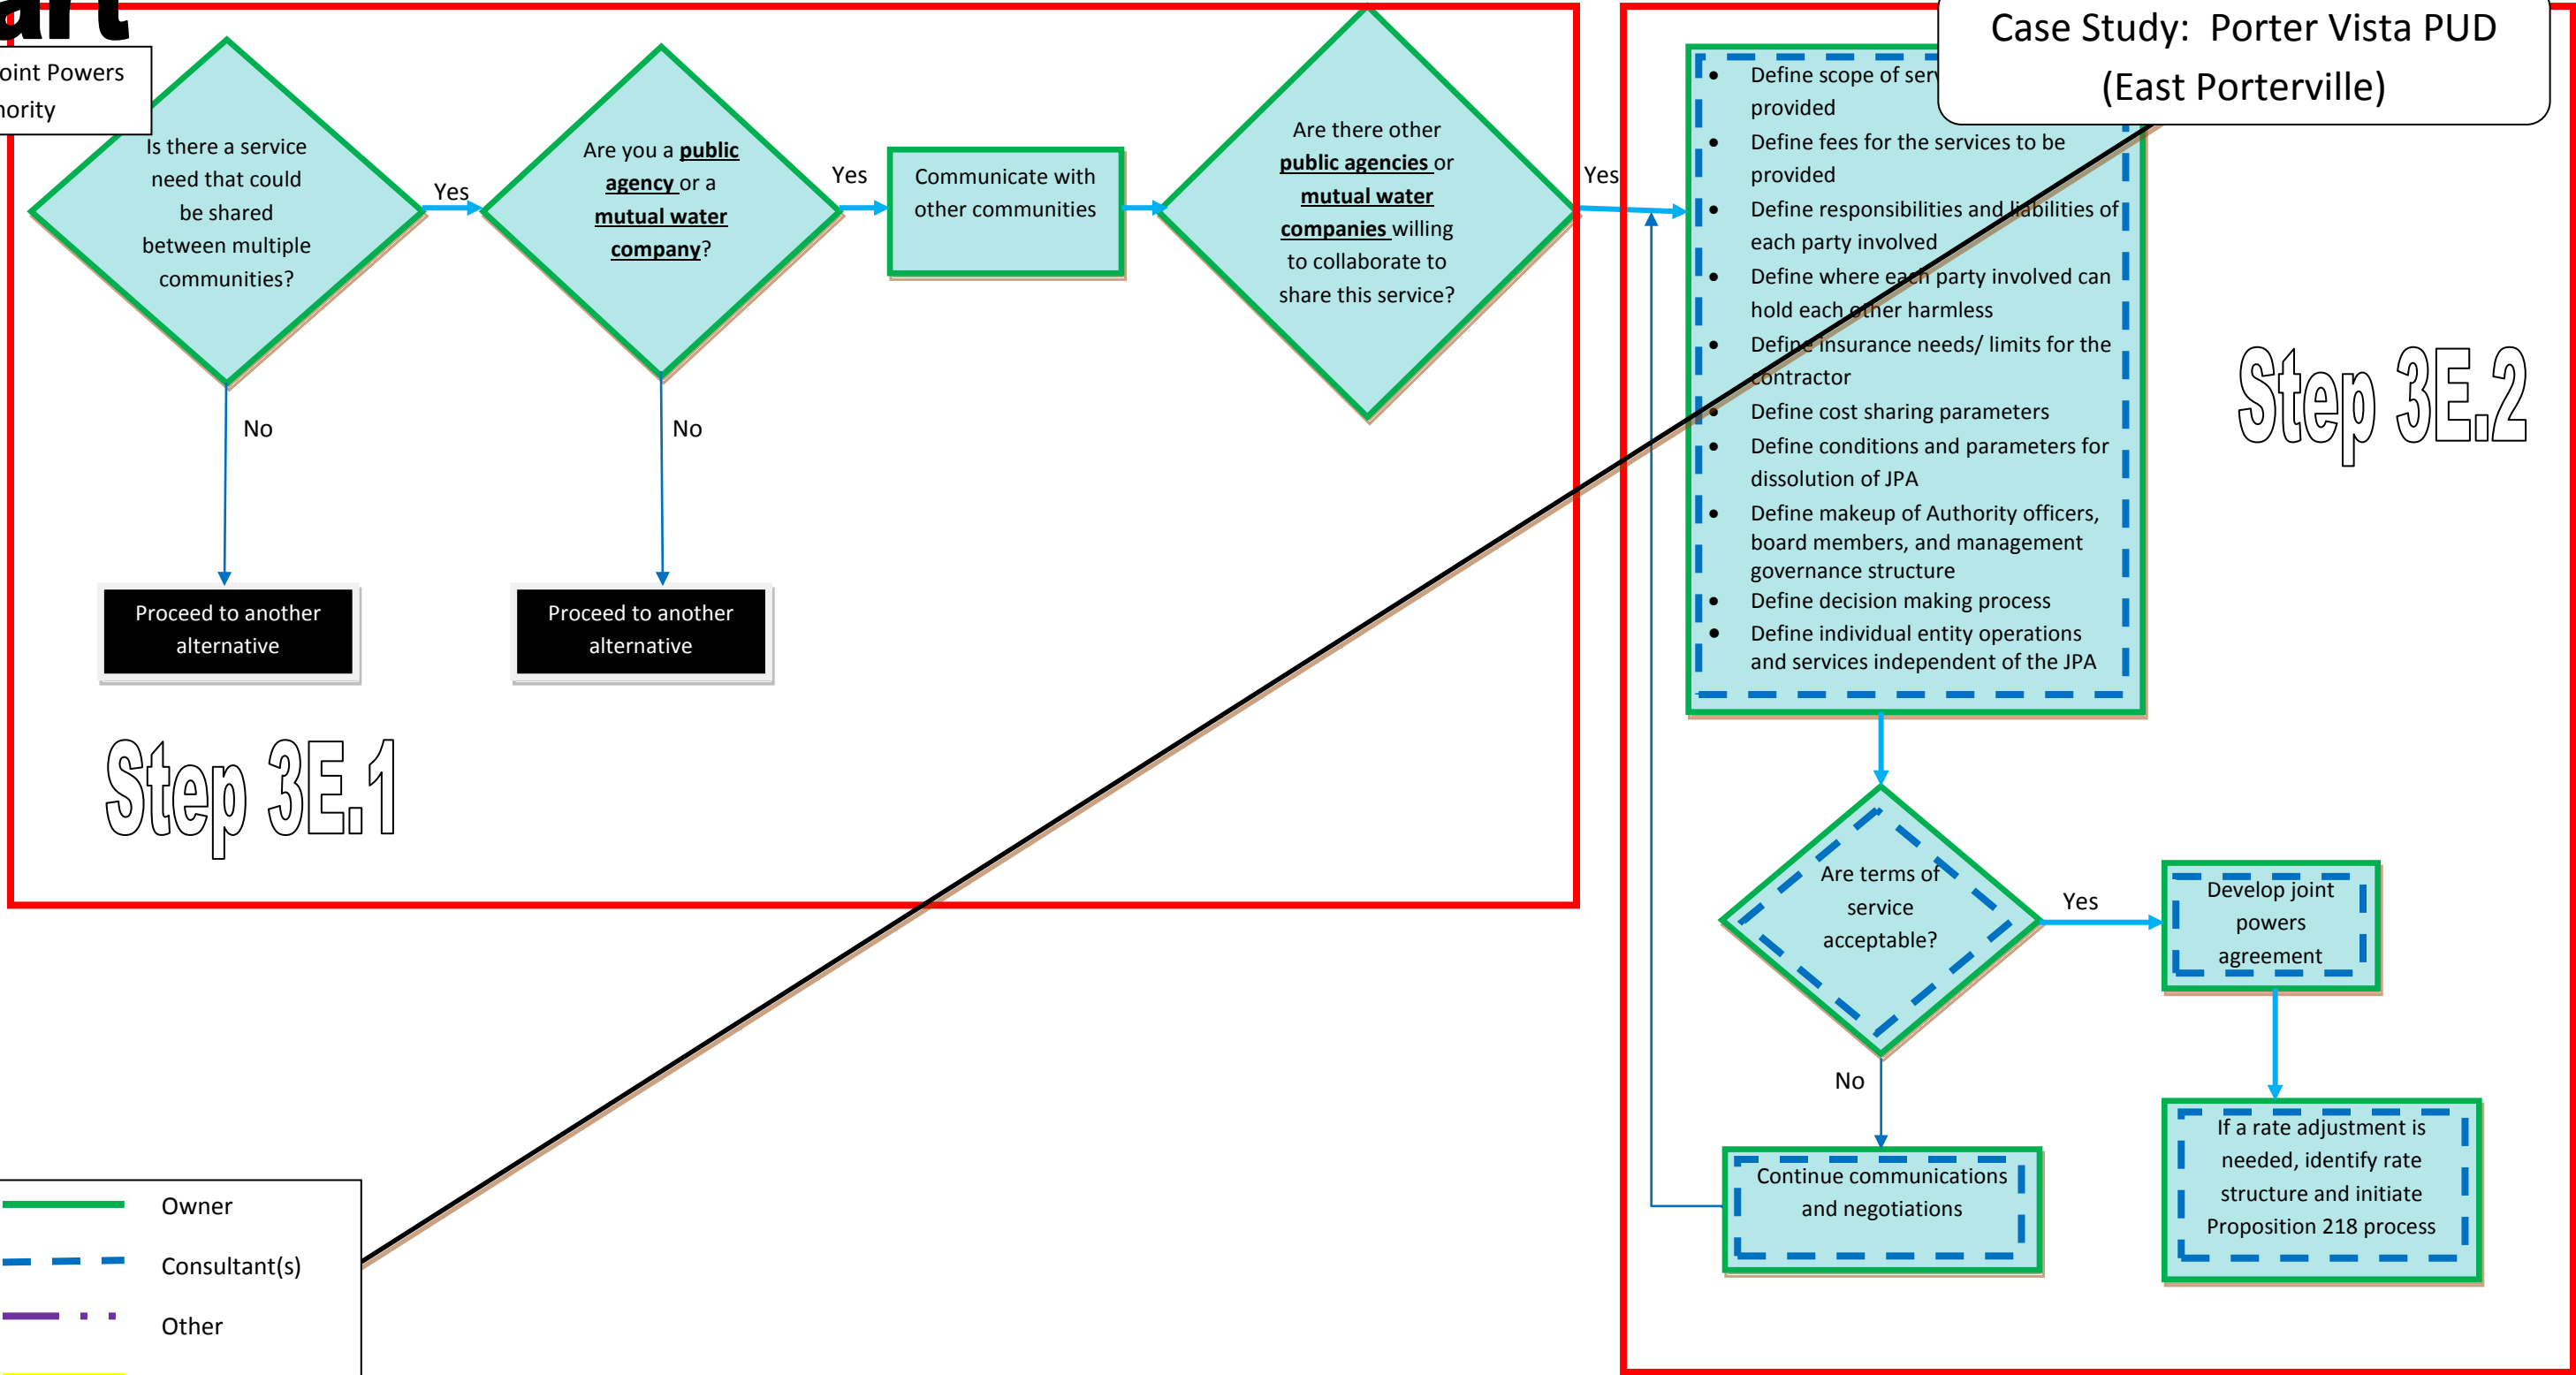 art
oint Powers
ority
Case Study: Porter Vista PUD
(East Porterville)
Is there a service
need that could
be shared
between multiple
communities?
Yes
No
Proceed to another
alternative
Are you a public
agency or a
mutual water
company?
Yes
No
Proceed to another
alternative
Communicate with
other communities
Are there other
public agencies or
mutual water
companies willing
to collaborate to
share this service?
Yes
Step 3E.1
• Define scope of ser
provided
• Define fees for the services to be
provided
• Define responsibilities and liabilities of
each party involved
• Define where each party involved can
hold each other harmless
• Define insurance needs/ limits for the
contractor
• Define cost sharing parameters
• Define conditions and parameters for
dissolution of JPA
• Define makeup of Authority officers,
board members, and management
governance structure
• Define decision making process
• Define individual entity operations
and services independent of the JPA
Step 3E.2
Are terms of
service
acceptable?
Yes
Develop joint
powers
agreement
No
Continue communications
and negotiations
If a rate adjustment is
needed, identify rate
structure and initiate
Proposition 218 process
Owner
Consultant(s)
Other